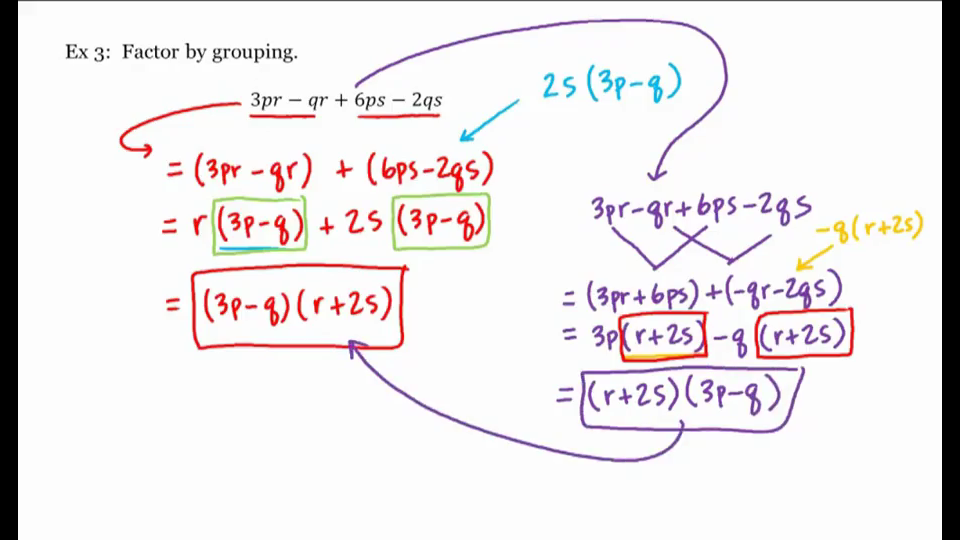 Ex 3: Factor by grouping.
3pr − qr + 6ps − 2qs
2s (3p-q)
= (3pr - qr) + (6ps-2qs)
= r (3p-q) + 2s (3p-q)
= (3p-q) (r+2s)
3pr-qr+6ps-2qs
-q(r+2s)
= (3pr+6ps)+(-qr-2qs)
= 3p(r+2s) -q (r+2s)
= (r+2s) (3p-q)